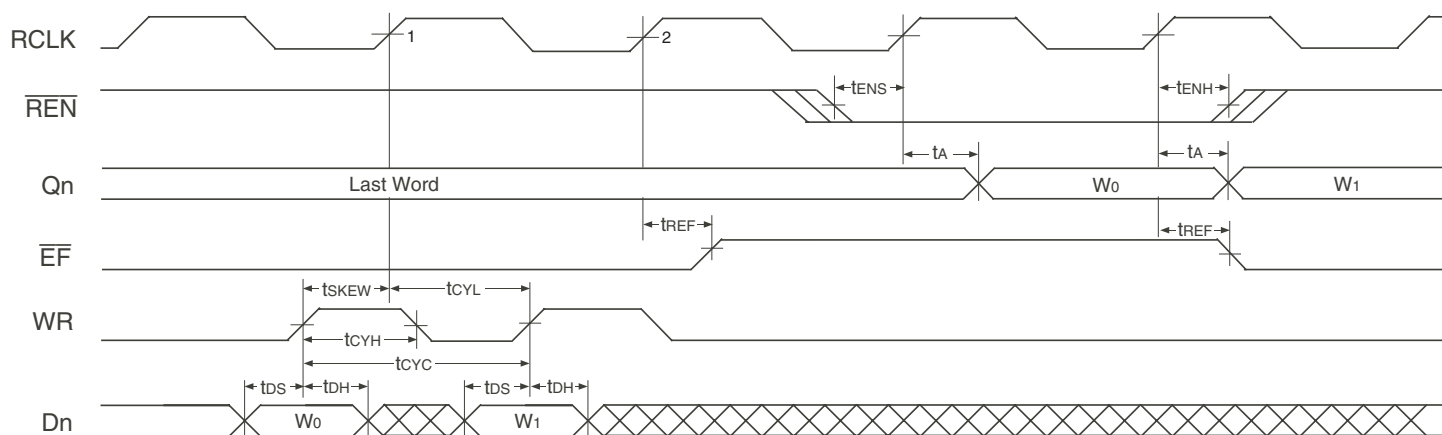 RCLK
1
2
REN
tENS
tENH
Qn
Last Word
tA
W0
tA
W1
EF
tREF
tREF
WR
tSKEW
tCYL
tCYH
tCYC
Dn
tDS
tDH
W0
tDS
tDH
W1